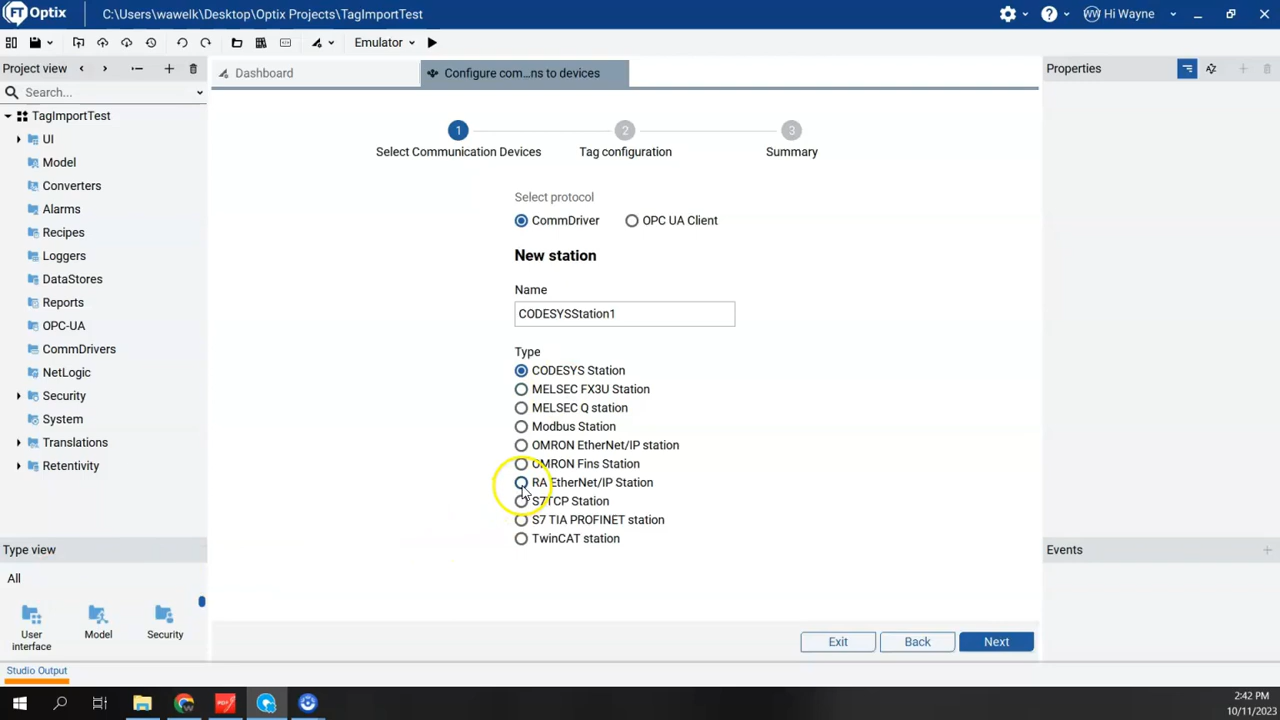 FT Optix C:\Users\wawelk\Desktop\Optix Projects\TagImportTest WW Hi Wayne
Emulator
Project view
Dashboard
Configure com...ns to devices
Properties
Search...
TagImportTest
UI
Model
Converters
Alarms
Recipes
Loggers
DataStores
Reports
OPC-UA
CommDrivers
NetLogic
Security
System
Translations
Retentivity
1
2
3
Select Communication Devices
Tag configuration
Summary
Select protocol
CommDriver
OPC UA Client
New station
Name
CODESYSStation1
Type
CODESYS Station
MELSEC FX3U Station
MELSEC Q station
Modbus Station
OMRON EtherNet/IP station
OMRON Fins Station
RA EtherNet/IP Station
S7TCP Station
S7 TIA PROFINET station
TwinCAT station
Type view
All
User interface
Model
Security
Events
Exit
Back
Next
Studio Output
2:42 PM
10/11/2023